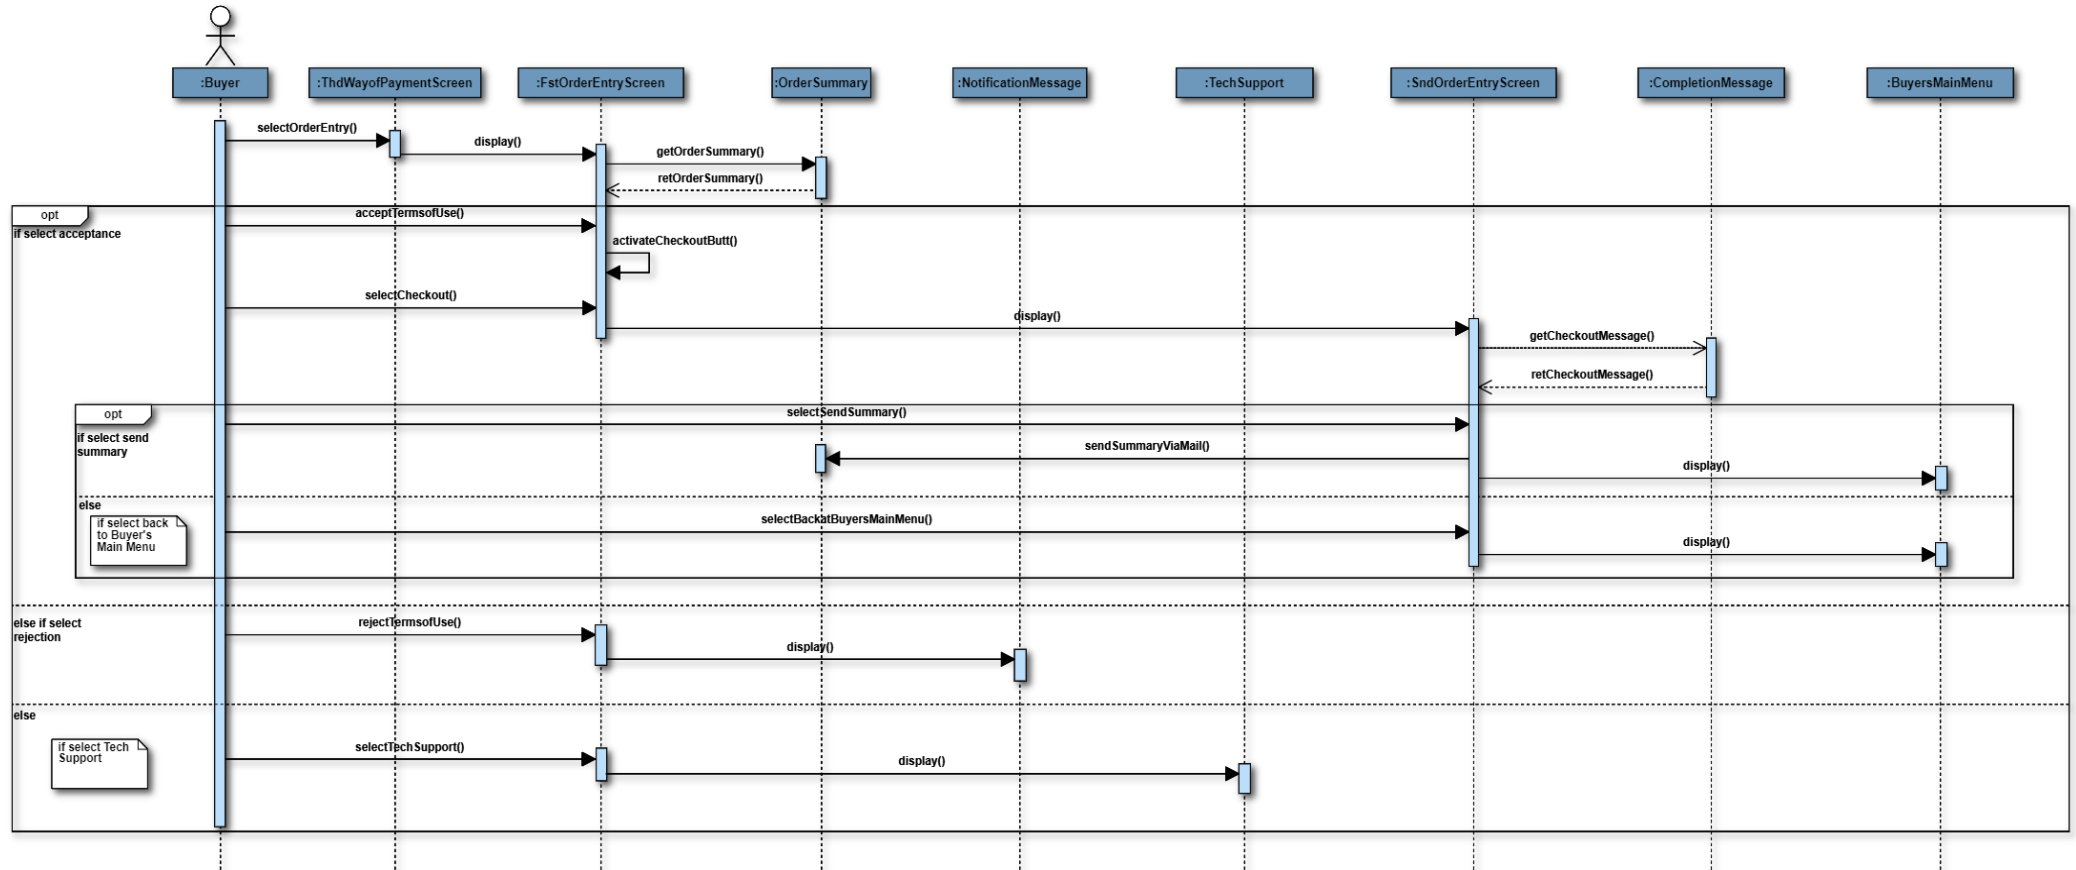 :Buyer
:ThdWayofPaymentScreen
:FstOrderEntryScreen
:OrderSummary
:NotificationMessage
:TechSupport
:SndOrderEntryScreen
:CompletionMessage
:BuyersMainMenu
selectOrderEntry()
display()
getOrderSummary()
retOrderSummary()
opt
if select acceptance
acceptTermsofUse()
activateCheckoutButt()
selectCheckout()
display()
getCheckoutMessage()
retCheckoutMessage()
opt
if select send
summary
selectSendSummary()
sendSummaryViaMail()
display()
else
if select back
to Buyer's
Main Menu
selectBackatBuyersMainMenu()
display()
else if select
rejection
rejectTermsofUse()
display()
else
if select Tech
Support
selectTechSupport()
display()